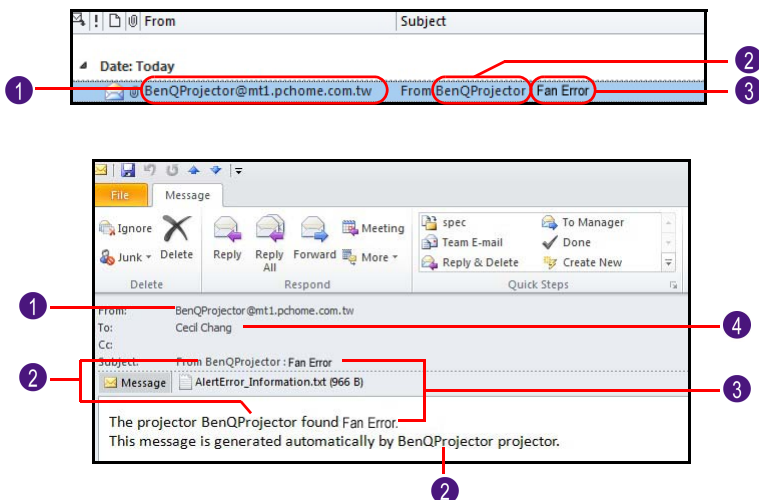 ! From Subject
Date: Today
1 BenQProjector@mt1.pchome.com.tw From BenQProjector Fan Error 2 3
File Message
Ignore Delete Reply Reply All Forward Meeting spec To Manager
Junk More Team E-mail Done
Reply & Delete Create New
Delete Respond Quick Steps
1 From: BenQProjector@mt1.pchome.com.tw
To: Cecil Chang 4
Cc:
Subject: From BenQProjector : Fan Error
2 Message AlertError_Information.txt (966 B) 3
The projector BenQProjector found Fan Error.
This message is generated automatically by BenQProjector projector.
2